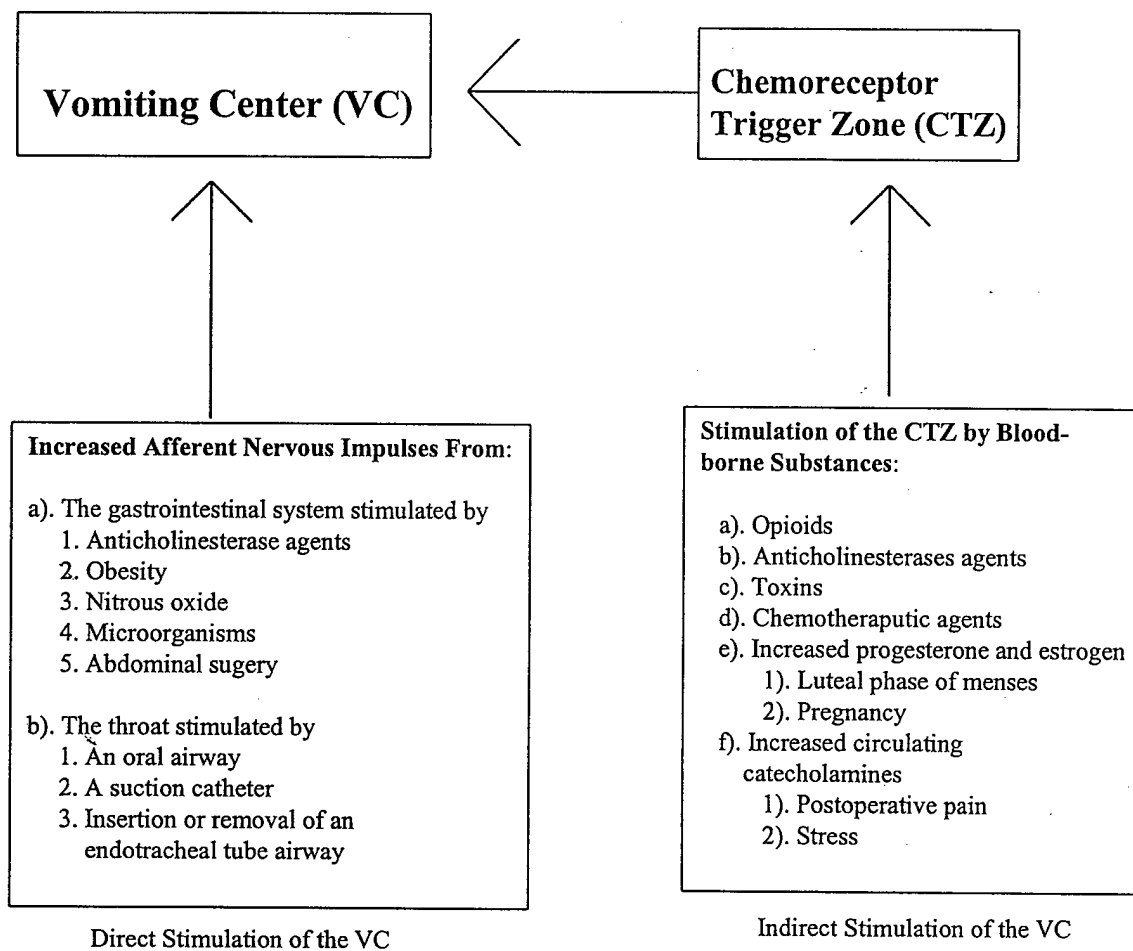 Vomiting Center (VC)
Chemoreceptor
Trigger Zone (CTZ)
Increased Afferent Nervous Impulses From:
a). The gastrointestinal system stimulated by
1. Anticholinesterase agents
2. Obesity
3. Nitrous oxide
4. Microorganisms
5. Abdominal sugery
b). The throat stimulated by
1. An oral airway
2. A suction catheter
3. Insertion or removal of an
endotracheal tube airway
Direct Stimulation of the VC
Stimulation of the CTZ by Blood-
borne Substances:
a). Opioids
b). Anticholinesterases agents
c). Toxins
d). Chemotheraputic agents
e). Increased progesterone and estrogen
1). Luteal phase of menses
2). Pregnancy
f). Increased circulating
catecholamines
1). Postoperative pain
2). Stress
Indirect Stimulation of the VC